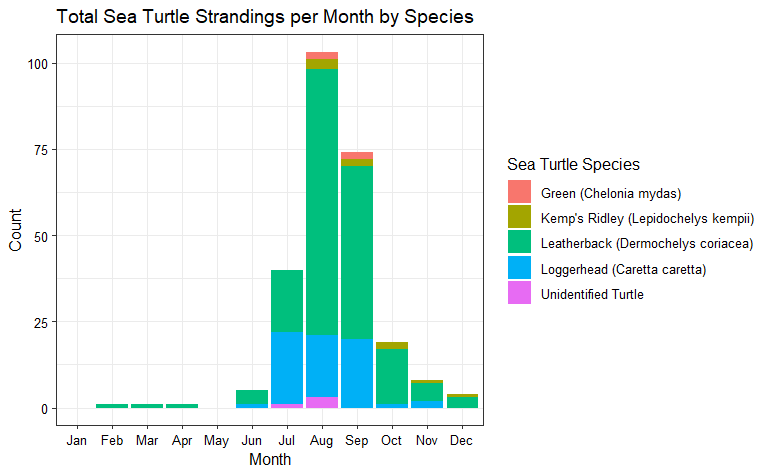 Total Sea Turtle Strandings per Month by Species
100
75
50
25
0
Count
Jan Feb Mar Apr May Jun Jul Aug Sep Oct Nov Dec
Month
Sea Turtle Species
Green (Chelonia mydas)
Kemp's Ridley (Lepidochelys kempii)
Leatherback (Dermochelys coriacea)
Loggerhead (Caretta caretta)
Unidentified Turtle